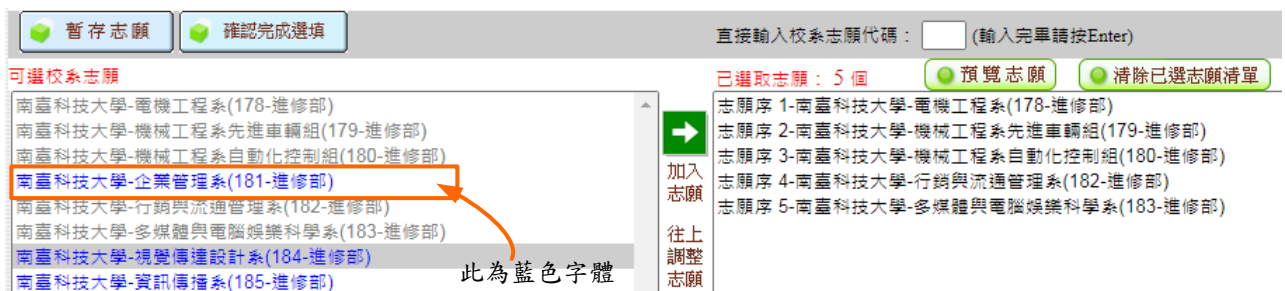 暫存志願 確認完成選填 直接輸入校系志願代碼： (輸入完畢請按Enter)
可選校系志願 已選取志願： 5 個 預覽志願 清除已選志願清單
南臺科技大學-電機工程系(178-進修部)
南臺科技大學-機械工程系先進車輛組(179-進修部)
南臺科技大學-機械工程系自動化控制組(180-進修部)
南臺科技大學-企業管理系(181-進修部)
南臺科技大學-行銷與流通管理系(182-進修部)
南臺科技大學-多媒體與電腦娛樂科學系(183-進修部)
南臺科技大學-視覺傳達設計系(184-進修部)
南臺科技大學-資訊傳播系(185-進修部)
此為藍色字體
加入
志願
往上
調整
志願
志願序 1-南臺科技大學-電機工程系(178-進修部)
志願序 2-南臺科技大學-機械工程系先進車輛組(179-進修部)
志願序 3-南臺科技大學-機械工程系自動化控制組(180-進修部)
志願序 4-南臺科技大學-行銷與流通管理系(182-進修部)
志願序 5-南臺科技大學-多媒體與電腦娛樂科學系(183-進修部)